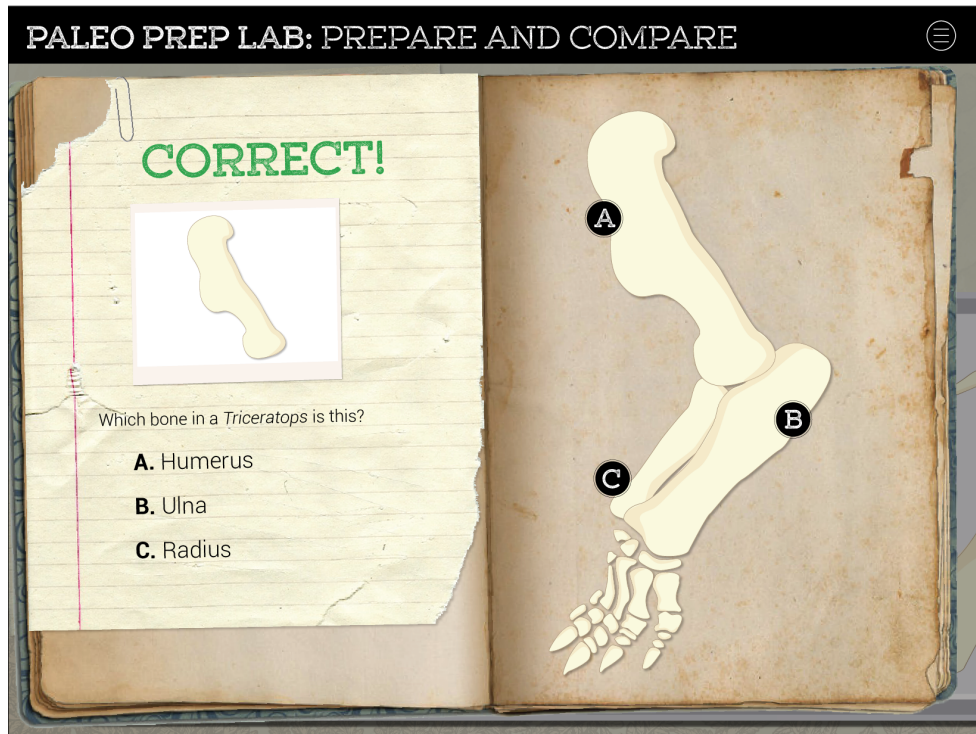 PALEO PREP LAB: PREPARE AND COMPARE
CORRECT!
Which bone in a Triceratops is this?
A. Humerus
B. Ulna
C. Radius
A
B
C